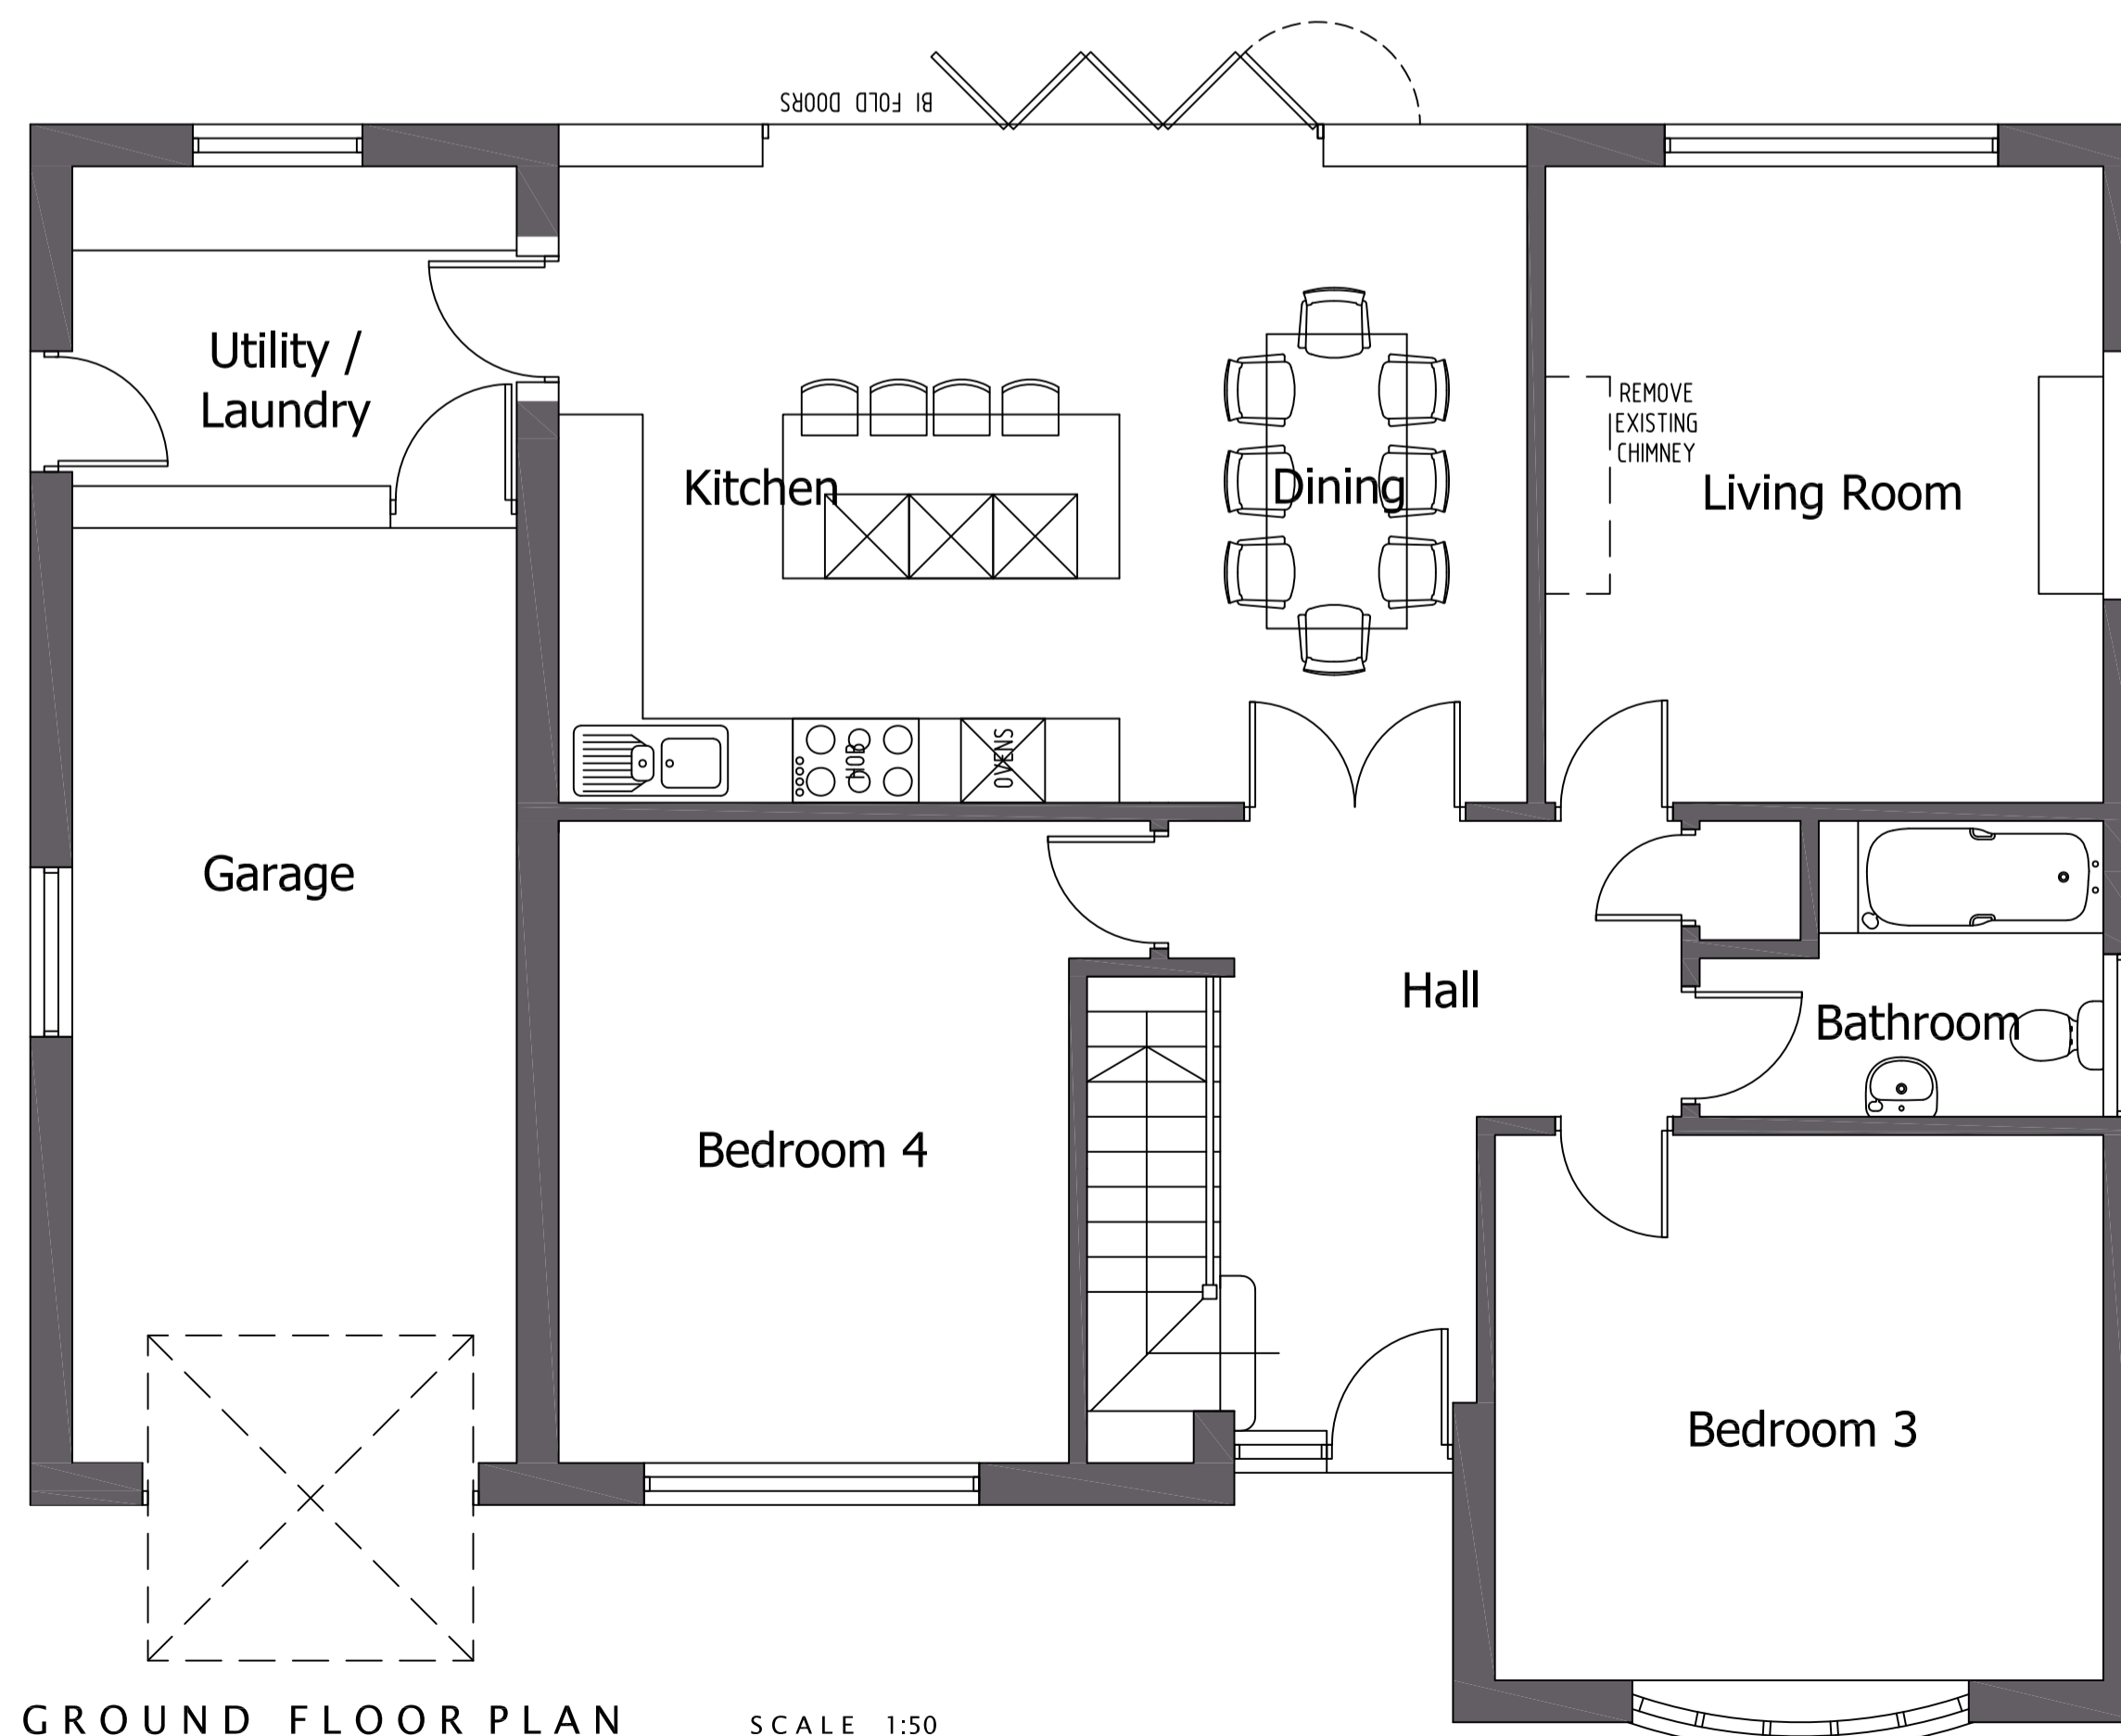 BI FOLD DOORS
Utility /
Laundry
REMOVE
EXISTING
CHIMNEY
Kitchen
Dining
Living Room
HOB
OVENS
Garage
Hall
Bathroom
Bedroom 4
Bedroom 3
GROUND FLOOR PLAN
SCALE 1:50